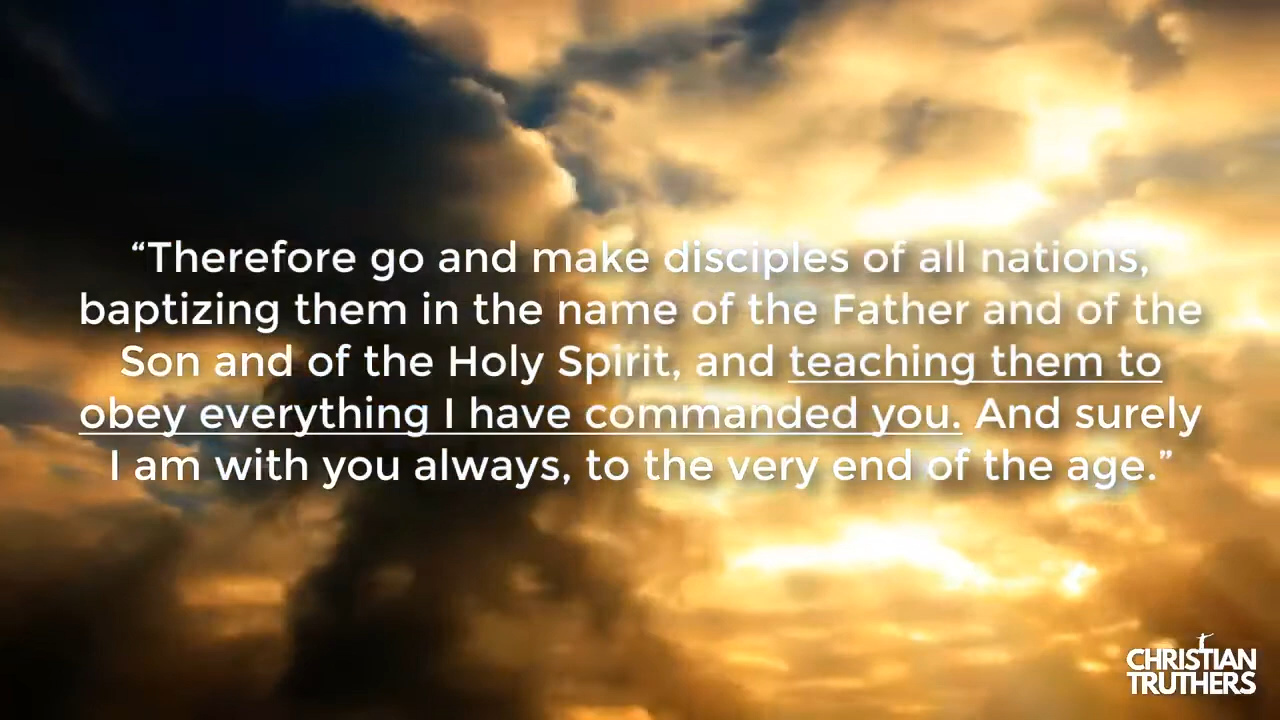 “Therefore go and make disciples of all nations,
baptizing them in the name of the Father and of the
Son and of the Holy Spirit, and teaching them to
obey everything I have commanded you. And surely
I am with you always, to the very end of the age.”
CHRISTIAN
TRUTHERS